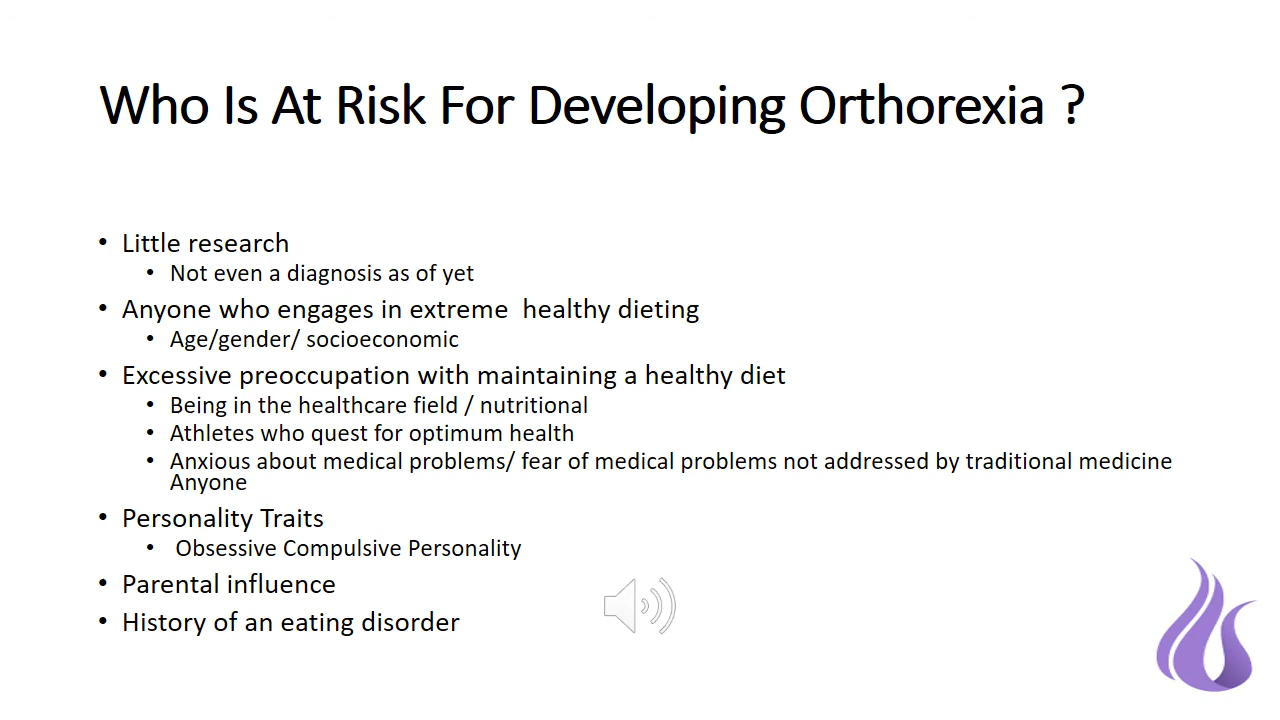 Who Is At Risk For Developing Orthorexia ?
• Little research
• Not even a diagnosis as of yet
• Anyone who engages in extreme  healthy dieting
• Age/gender/ socioeconomic
• Excessive preoccupation with maintaining a healthy diet
• Being in the healthcare field / nutritional
• Athletes who quest for optimum health
• Anxious about medical problems/ fear of medical problems not addressed by traditional medicine
Anyone
• Personality Traits
• Obsessive Compulsive Personality
• Parental influence
• History of an eating disorder